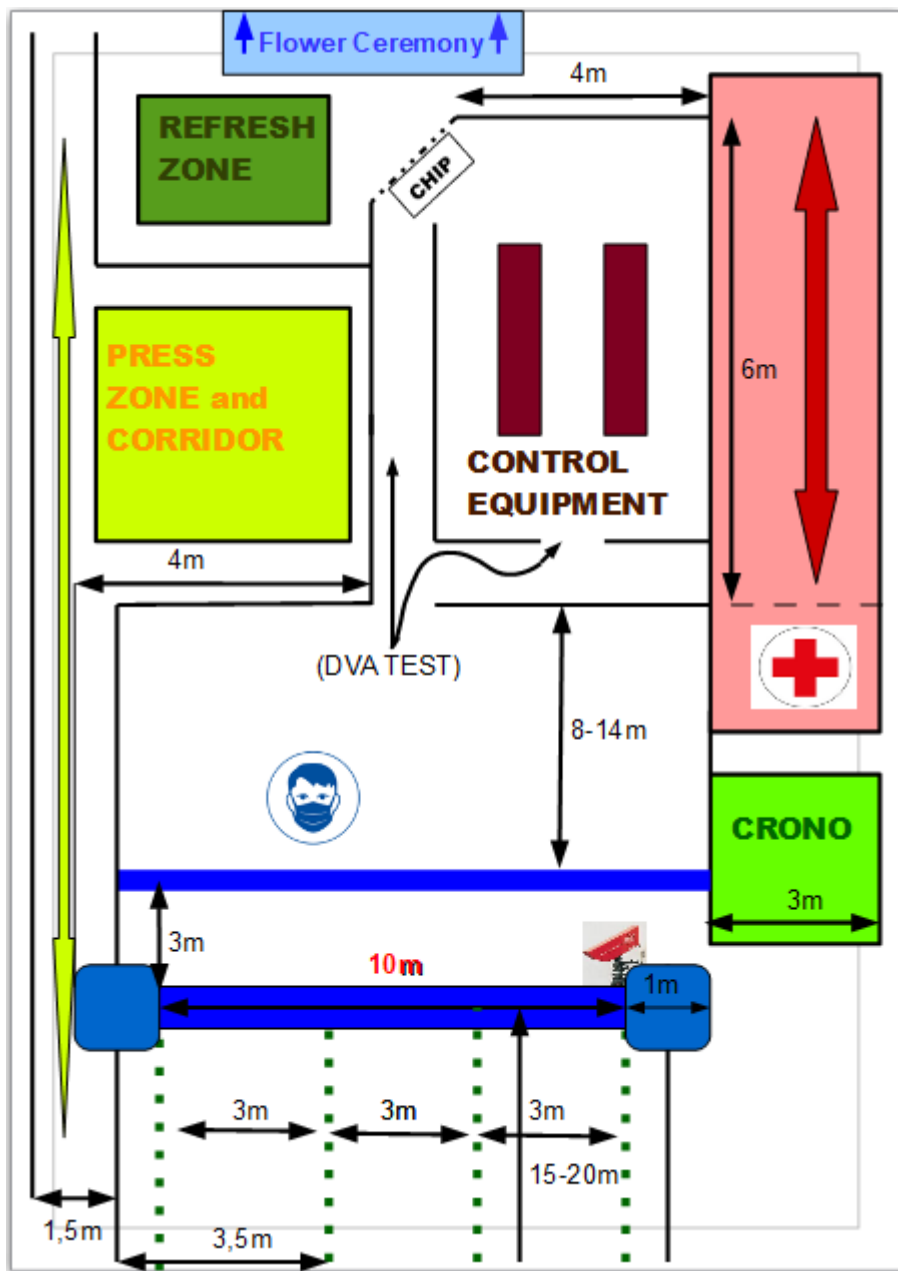 Flower Ceremony
4m
REFRESH
ZONE
CHIP
6m
PRESS
ZONE and
CORRIDOR
CONTROL
EQUIPMENT
4m
(DVA TEST)
8-14m
CRONO
3m
3m
10m
1m
3m
3m
3m
15-20m
1,5m
3,5m